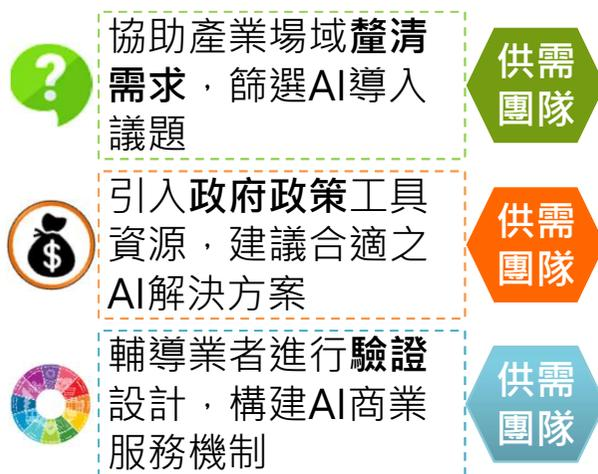 協助產業場域釐清
需求，篩選AI導入
議題
供需
團隊
引入政府政策工具
資源，建議合適之
AI解決方案
供需
團隊
輔導業者進行驗證
設計，構建AI商業
服務機制
供需
團隊